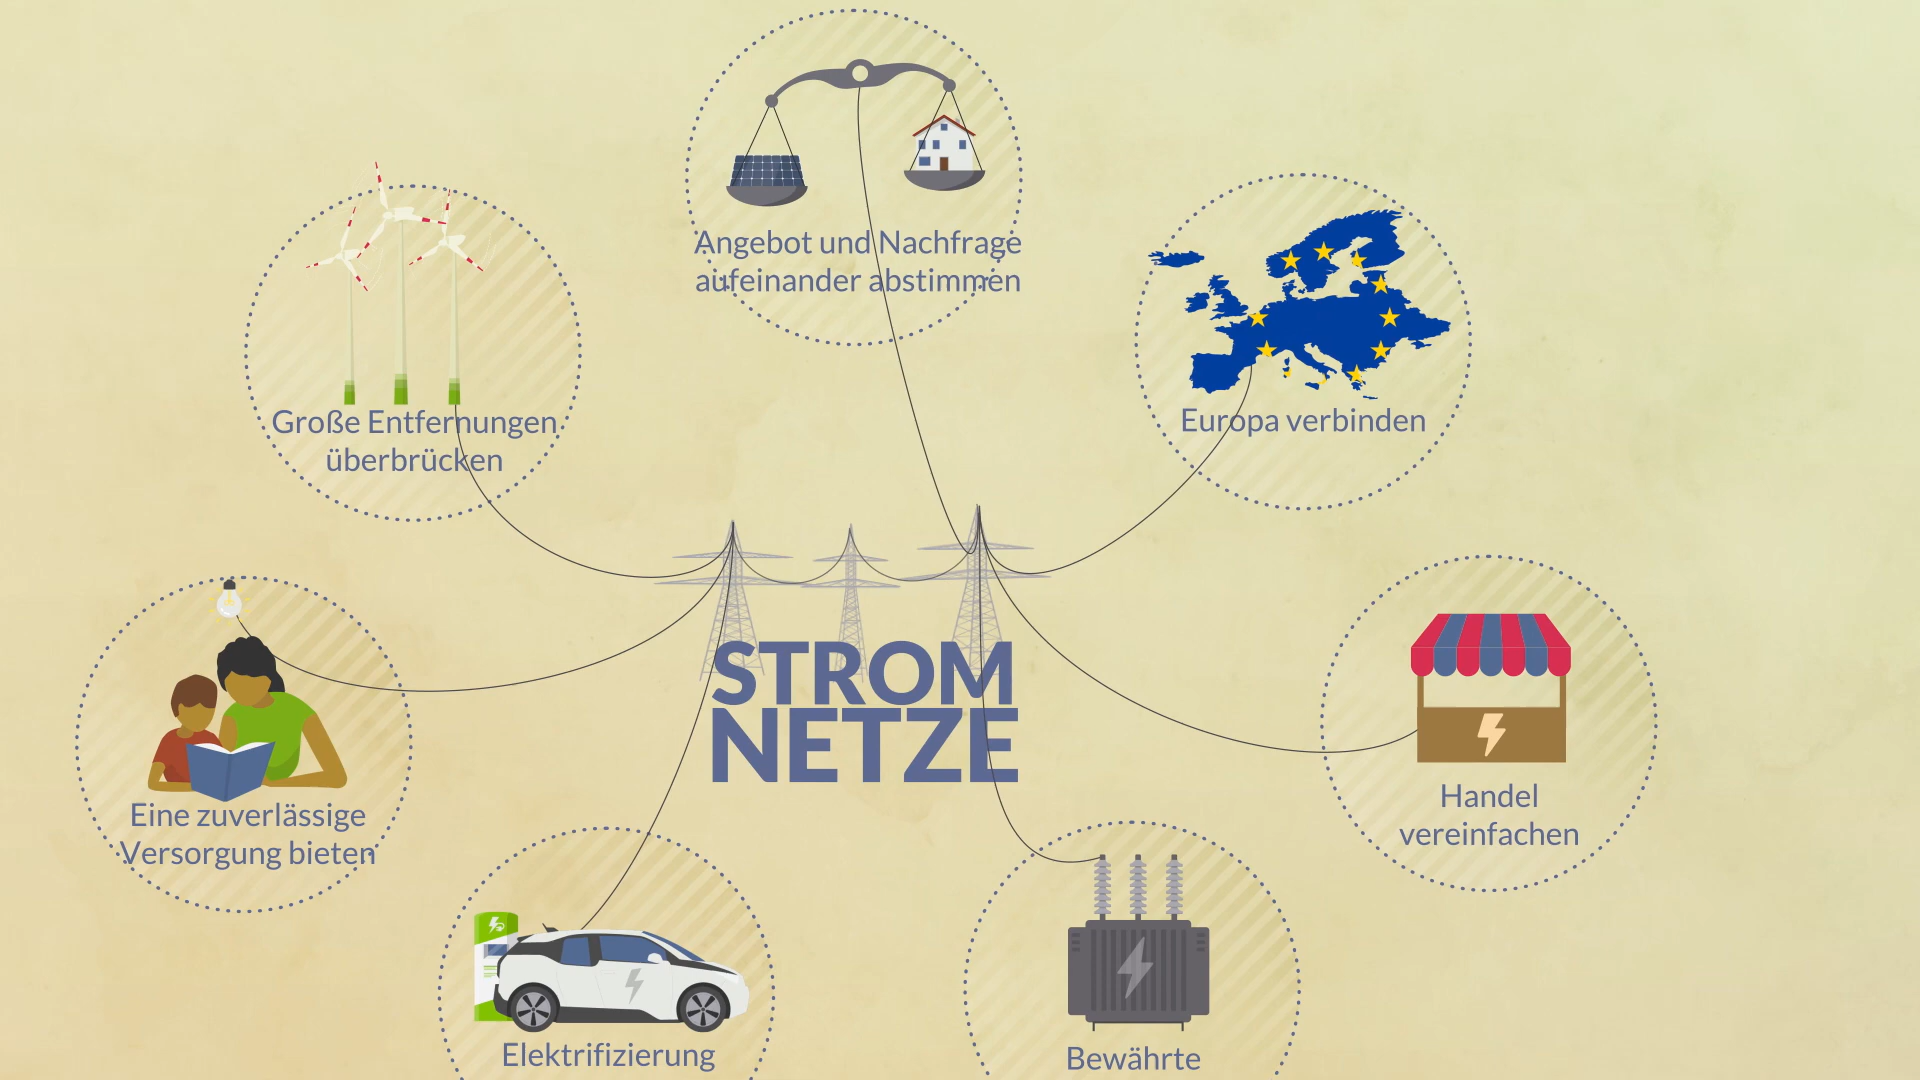 Angebot und Nachfrage
aufeinander abstimmen
Große Entfernungen
überbrücken
Europa verbinden
STROM
NETZE
Eine zuverlässige
Versorgung bieten
Handel
vereinfachen
Elektrifizierung
Bewährte